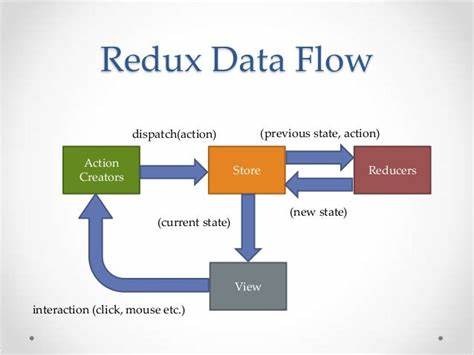 Redux Data Flow
dispatch(action)
(previous state, action)
Action
Creators
Store
Reducers
(new state)
(current state)
View
interaction (click, mouse etc.)